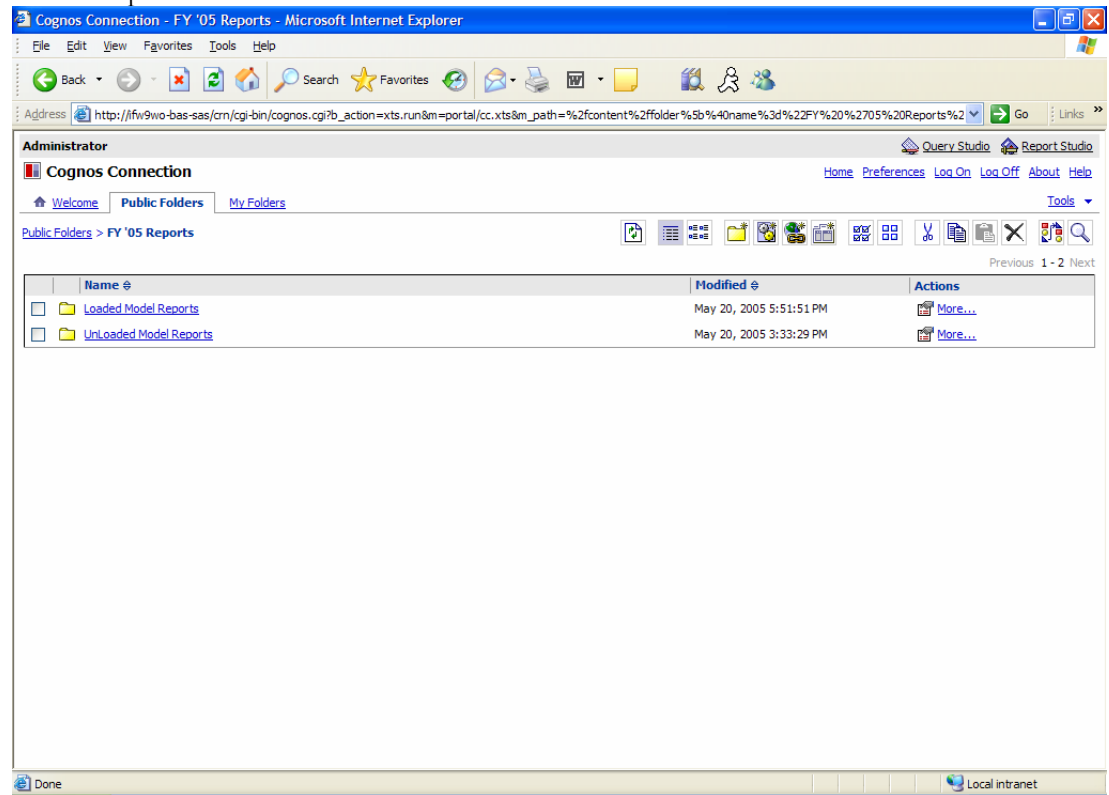 Cognos Connection - FY '05 Reports - Microsoft Internet Explorer
File Edit View Favorites Tools Help
Back Search Favorites
Address http://ifw9wo-bas-sas/crn/cgi-bin/cognos.cgi?b_action=xts.run&m=portal/cc.xts&m_path=%2fcontent%2ffolder%5b%40name%3d%22FY%20%2705%20Reports%2 Go Links »
Administrator Query Studio Report Studio
Cognos Connection Home Preferences Log On Log Off About Help
Welcome Public Folders My Folders Tools
Public Folders > FY '05 Reports
Previous 1 - 2 Next
Name Modified Actions
Loaded Model Reports May 20, 2005 5:51:51 PM More...
UnLoaded Model Reports May 20, 2005 3:33:29 PM More...
Done Local intranet